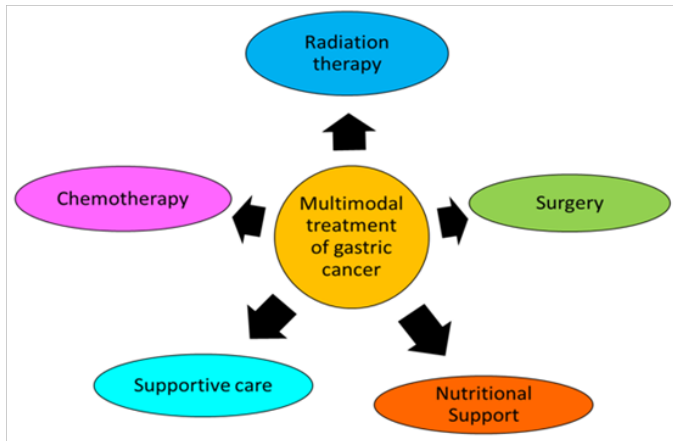 Radiation
therapy
Chemotherapy
Multimodal
treatment
of gastric
cancer
Surgery
Supportive care
Nutritional
Support